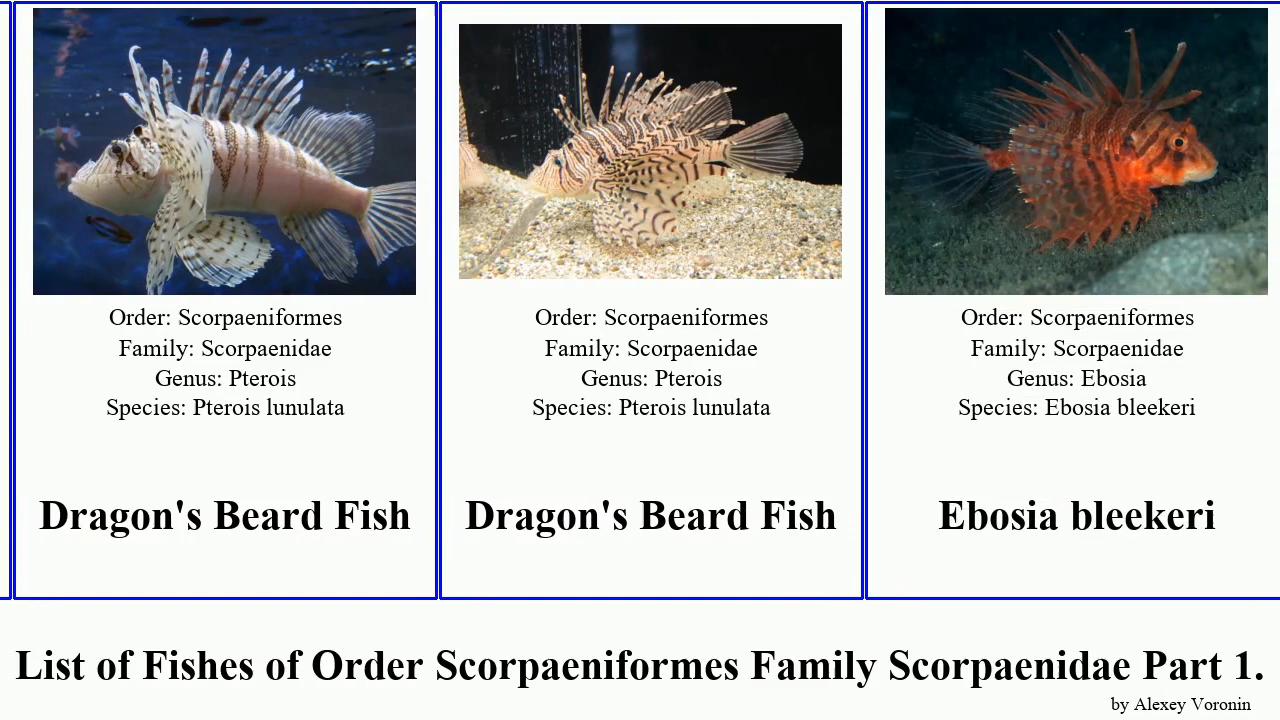 Order: Scorpaeniformes
Family: Scorpaenidae
Genus: Pterois
Species: Pterois lunulata
Dragon's Beard Fish
Order: Scorpaeniformes
Family: Scorpaenidae
Genus: Pterois
Species: Pterois lunulata
Dragon's Beard Fish
Order: Scorpaeniformes
Family: Scorpaenidae
Genus: Ebosia
Species: Ebosia bleekeri
Ebosia bleekeri
List of Fishes of Order Scorpaeniformes Family Scorpaenidae Part 1.
by Alexey Voronin